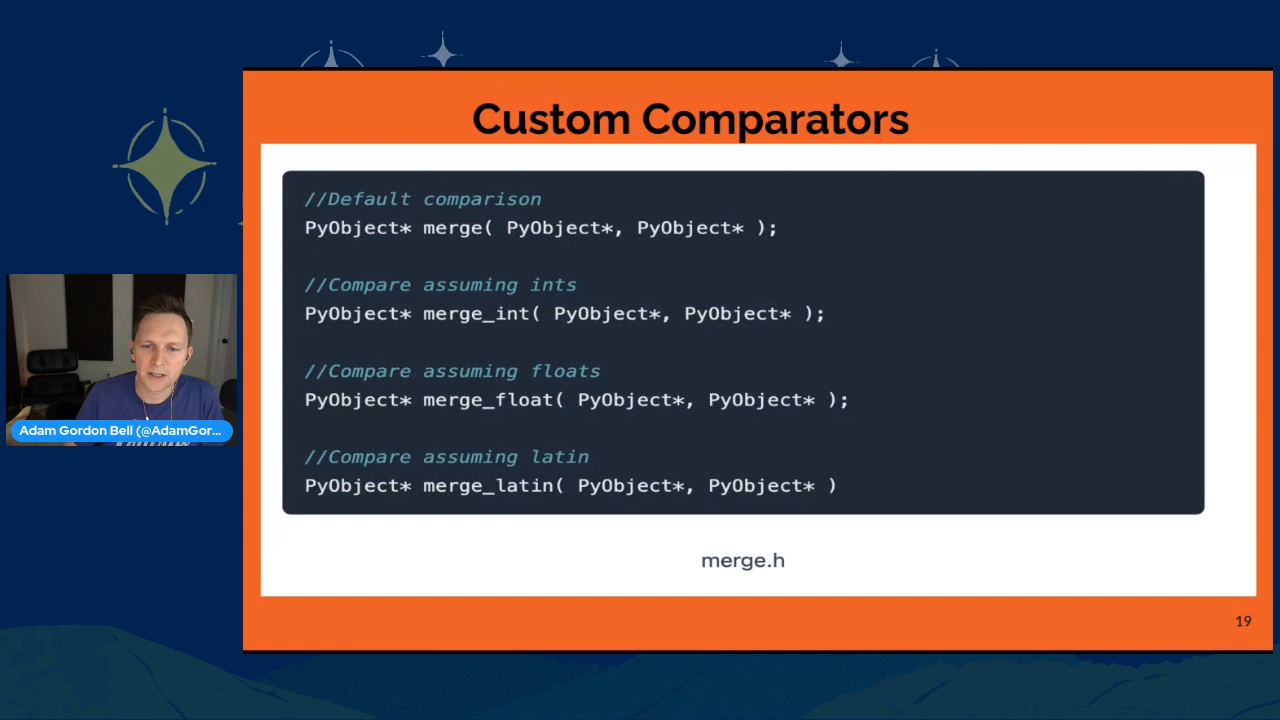 Custom Comparators
//Default comparison
PyObject* merge( PyObject*, PyObject* );
//Compare assuming ints
PyObject* merge_int( PyObject*, PyObject* );
//Compare assuming floats
PyObject* merge_float( PyObject*, PyObject* );
//Compare assuming latin
PyObject* merge_latin( PyObject*, PyObject* )
merge.h
19
Adam Gordon Bell (@AdamGor...